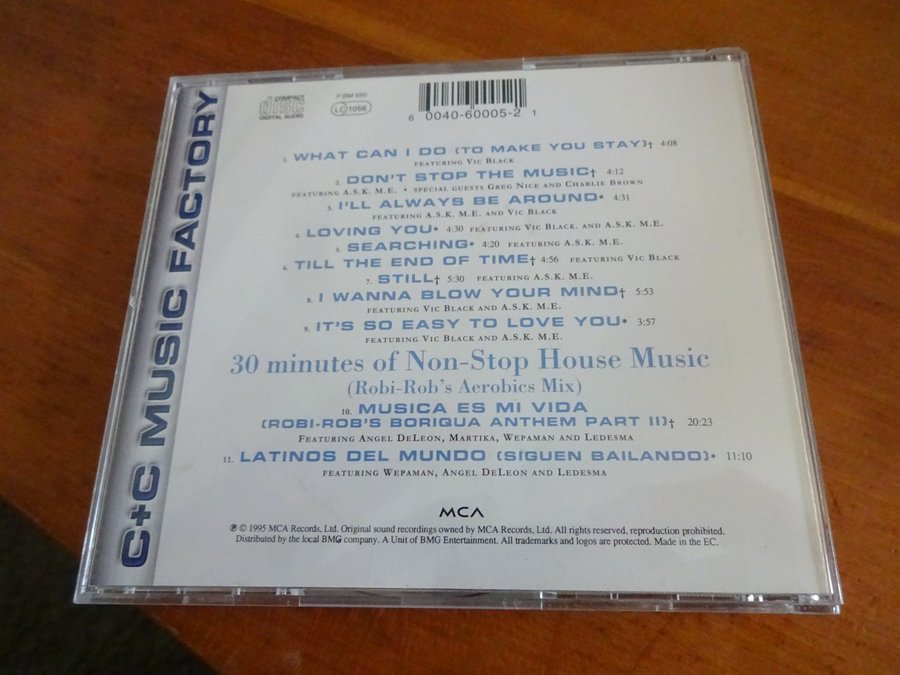 C+C MUSIC FACTORY
COMPACT
disc
DIGITAL AUDIO
F: BM 650
LC 1056
6 0040-60005-2 1
1. WHAT CAN I DO (TO MAKE YOU STAY)† 4:08
FEATURING VIC BLACK
2. DON'T STOP THE MUSIC† 4:12
FEATURING A.S.K. M.E. • SPECIAL GUESTS GREG NICE AND CHARLIE BROWN
3. I'LL ALWAYS BE AROUND* 4:31
FEATURING A.S.K. M.E. AND VIC BLACK
4. LOVING YOU* 4:30 FEATURING VIC BLACK. AND A.S.K. M.E.
5. SEARCHING* 4:20 FEATURING A.S.K. M.E.
6. TILL THE END OF TIME† 4:56 FEATURING VIC BLACK
7. STILL† 5:30 FEATURING A.S.K. M.E.
8. I WANNA BLOW YOUR MIND† 5:53
FEATURING VIC BLACK AND A.S.K. M.E.
9. IT'S SO EASY TO LOVE YOU* 3:57
FEATURING VIC BLACK AND A.S.K. M.E.
30 minutes of Non-Stop House Music
(Robi-Rob's Aerobics Mix)
10. MUSICA ES MI VIDA
(ROBI-ROB'S BORIQUA ANTHEM PART II)† 20:23
FEATURING ANGEL DELEON, MARTIKA, WEPAMAN AND LEDESMA
11. LATINOS DEL MUNDO (SIGUEN BAILANDO)* 11:10
FEATURING WEPAMAN, ANGEL DELEON AND LEDESMA
MCA
℗ © 1995 MCA Records, Ltd. Original sound recordings owned by MCA Records, Ltd. All rights reserved, reproduction prohibited.
Distributed by the local BMG company. A Unit of BMG Entertainment. All trademarks and logos are protected. Made in the EC.